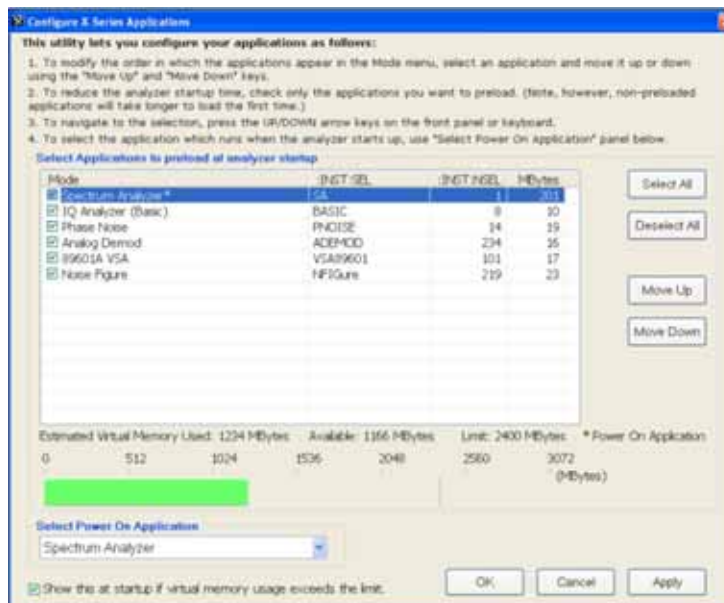 Configure X Series Applications
This utility lets you configure your applications as follows:
1. To modify the order in which the applications appear in the Mode menu, select an application and move it up or down
using the "Move Up" and "Move Down" keys.
2. To reduce the analyzer startup time, check only the applications you want to preload. (Note, however, non-preloaded
applications will take longer to load the first time.)
3. To navigate to the selection, press the UP/DOWN arrow keys on the front panel or keyboard.
4. To select the application which runs when the analyzer starts up, use "Select Power On Application" panel below.
Select Applications to preload at analyzer startup
Mode :INST:SEL :INST:NSEL MBytes
Spectrum Analyzer* SA 1 201
IQ Analyzer (Basic) BASIC 8 10
Phase Noise PNOISE 14 19
Analog Demod ADEMOD 234 16
89601A VSA VSA89601 101 17
Noise Figure NFIGure 219 23
Select All
Deselect All
Move Up
Move Down
Estimated Virtual Memory Used: 1234 MBytes Available: 1166 MBytes Limit: 2400 MBytes * Power On Application
0 512 1024 1536 2048 2560 3072
(MBytes)
Select Power On Application
Spectrum Analyzer
Show this at startup if virtual memory usage exceeds the limit.
OK Cancel Apply